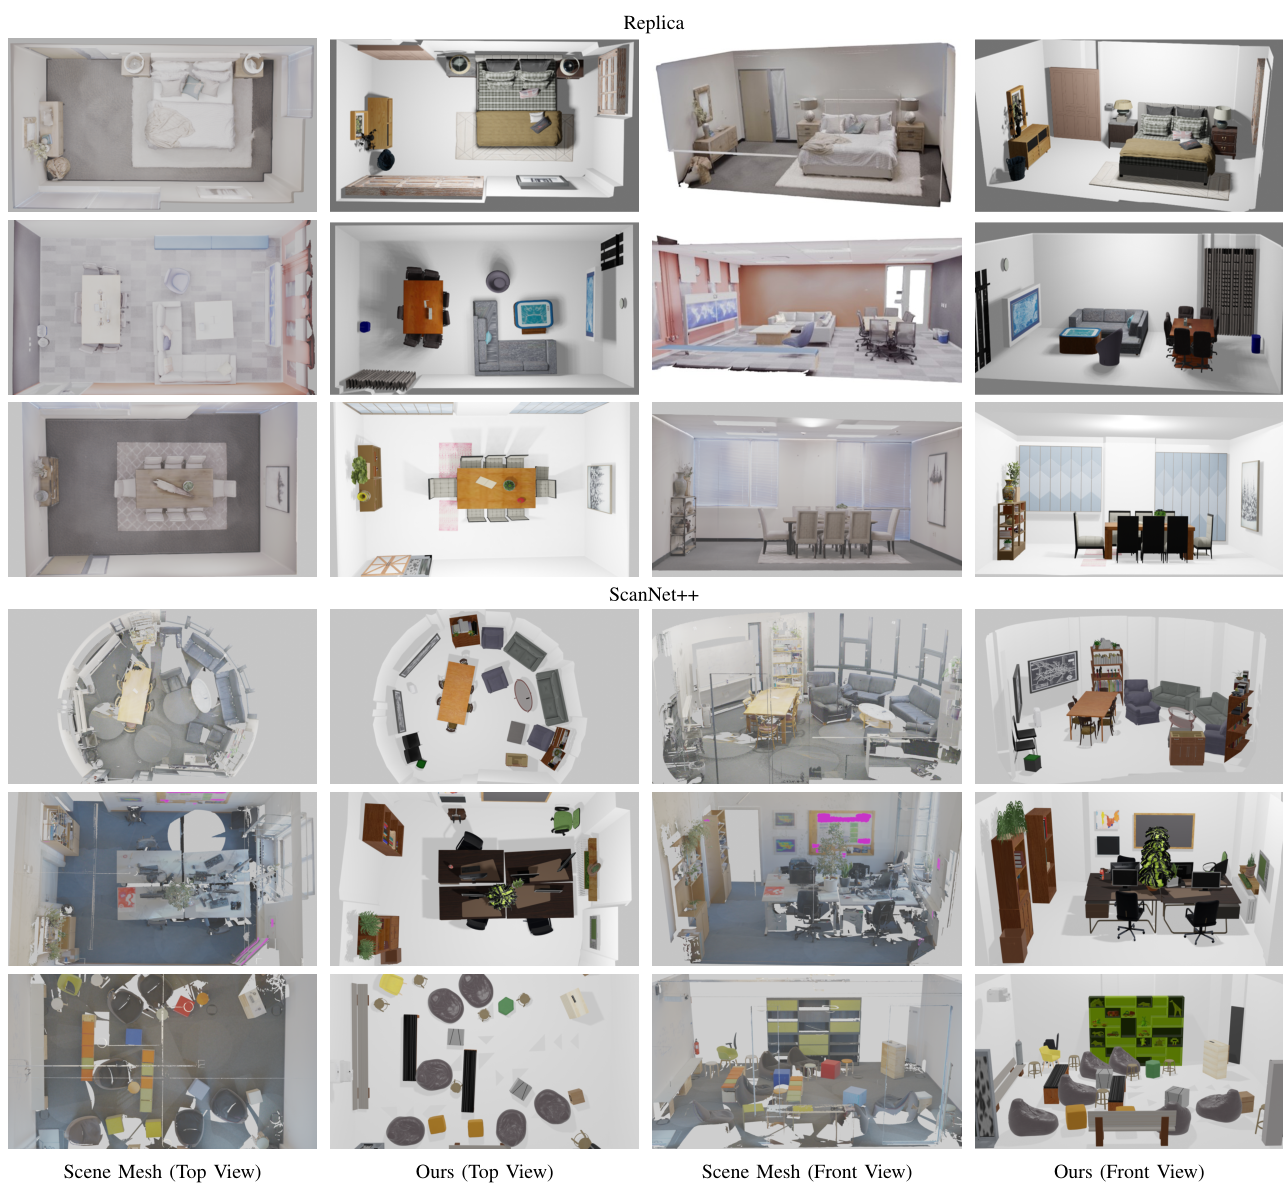 Replica
ScanNet++
Scene Mesh (Top View)
Ours (Top View)
Scene Mesh (Front View)
Ours (Front View)